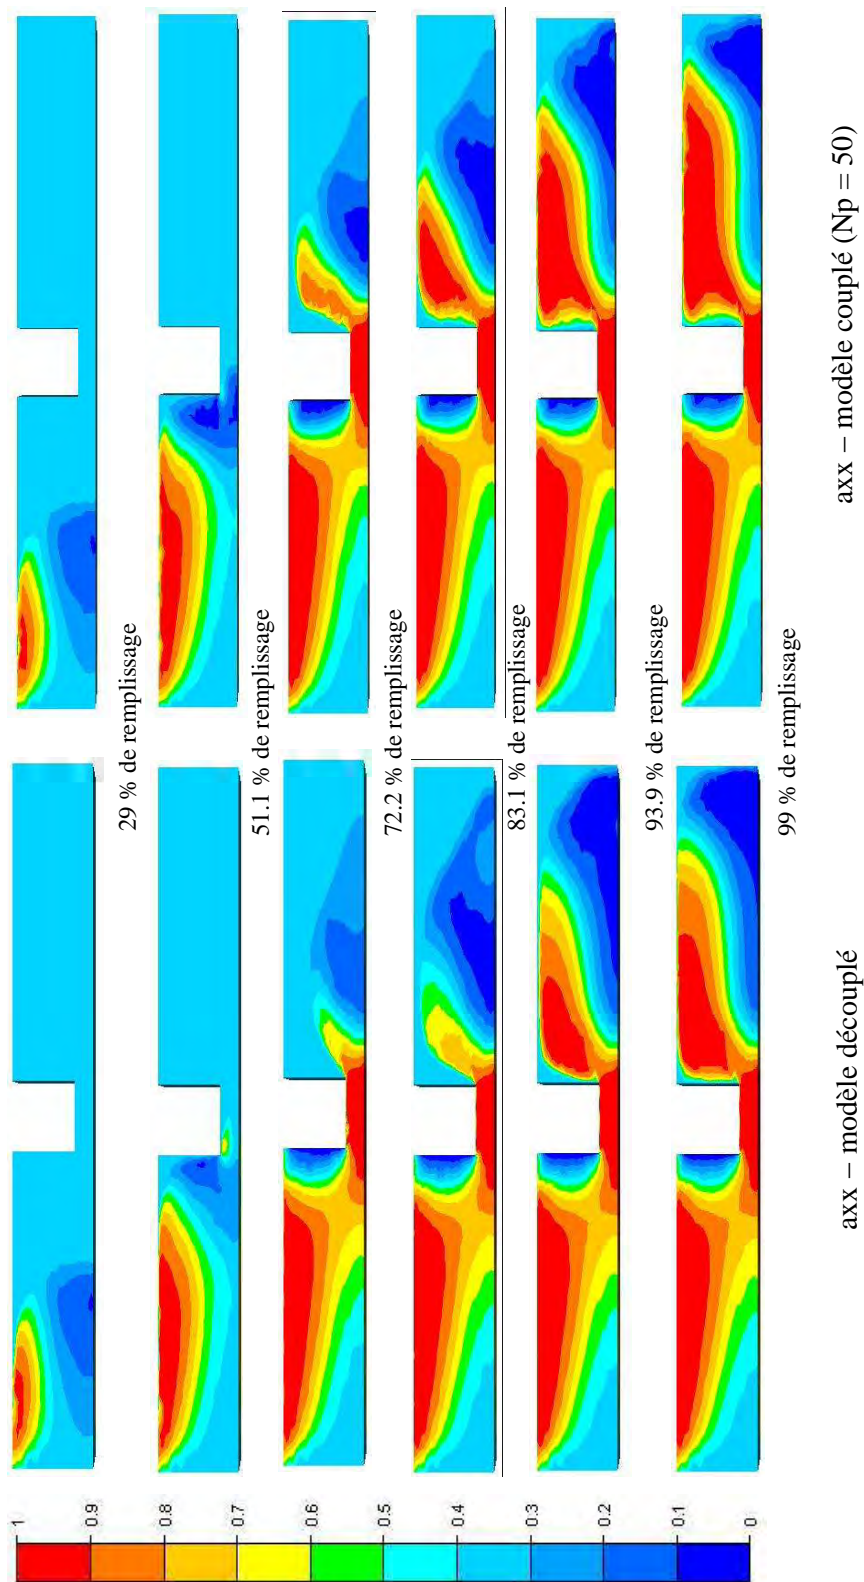 axx – modèle couplé (Np = 50)
29 % de remplissage
51.1 % de remplissage
72.2 % de remplissage
83.1 % de remplissage
93.9 % de remplissage
99 % de remplissage
axx – modèle découplé
1
0.9
0.8
0.7
0.6
0.5
0.4
0.3
0.2
0.1
0